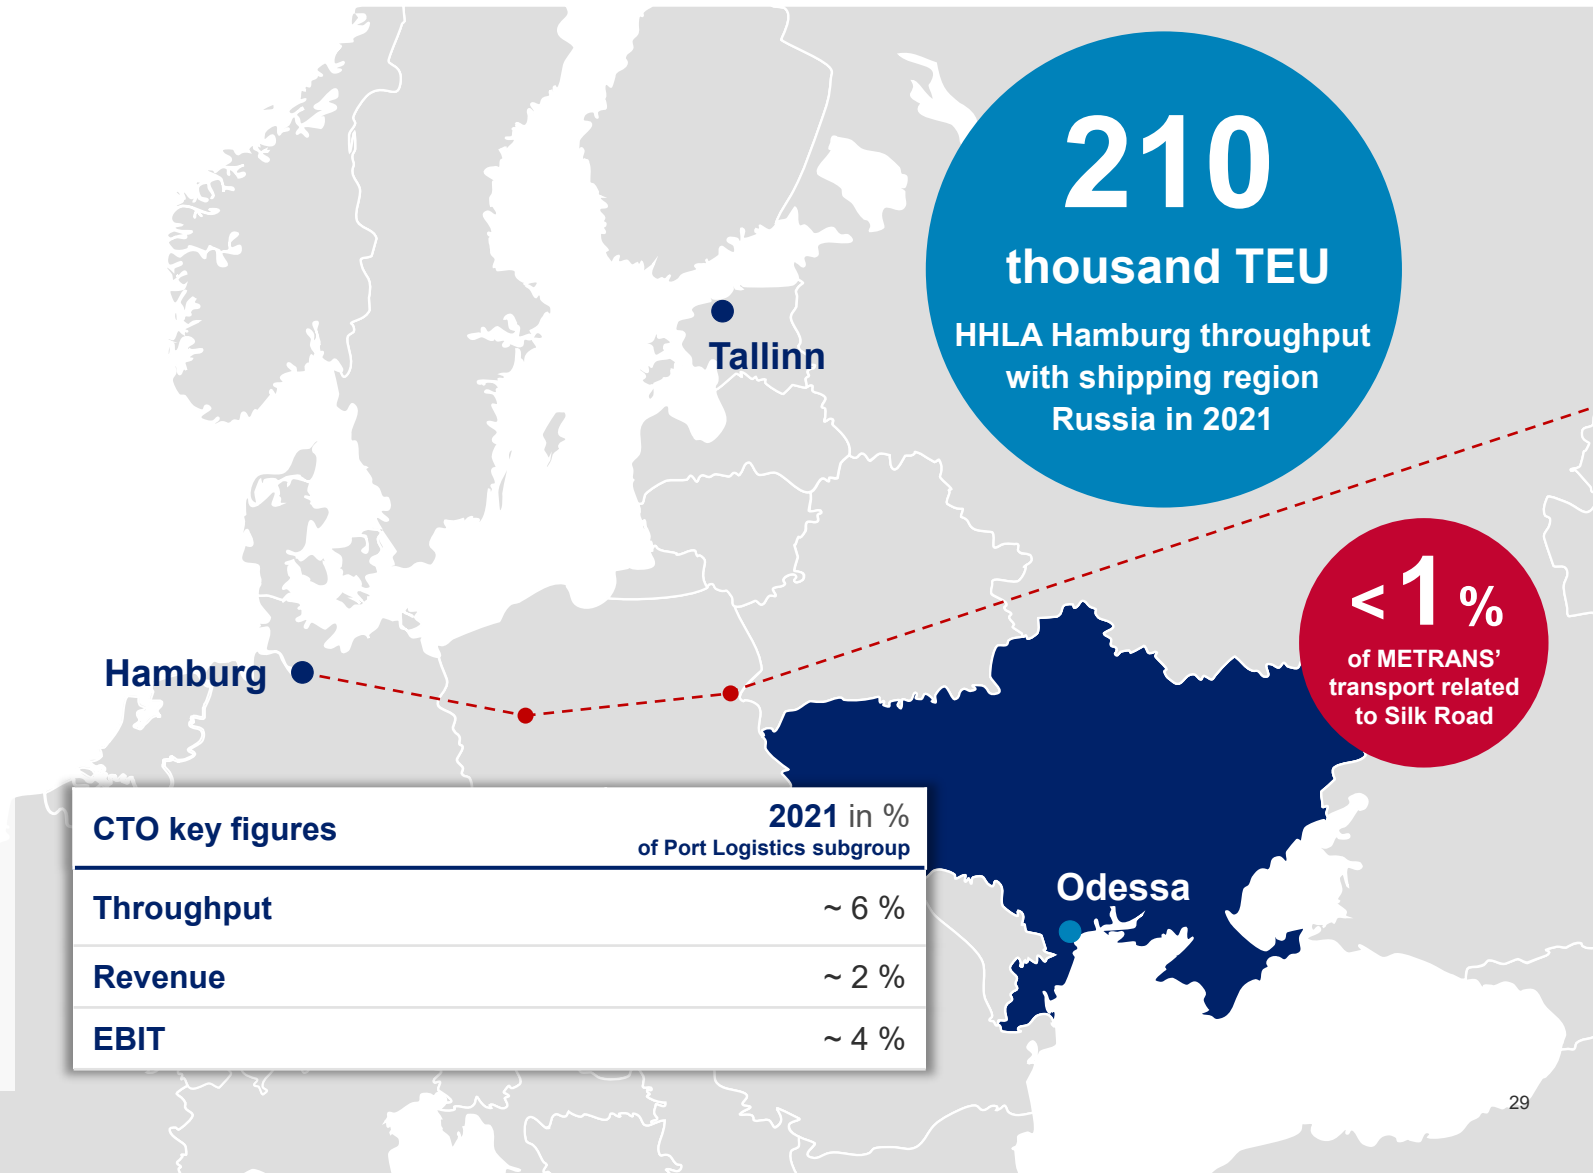 210
thousand TEU
HHLA Hamburg throughput
with shipping region
Russia in 2021
Tallinn
< 1 %
of METRANS’
transport related
to Silk Road
Hamburg
CTO key figures
2021 in %
of Port Logistics subgroup
Throughput ~ 6 %
Revenue ~ 2 %
EBIT ~ 4 %
Odessa
29